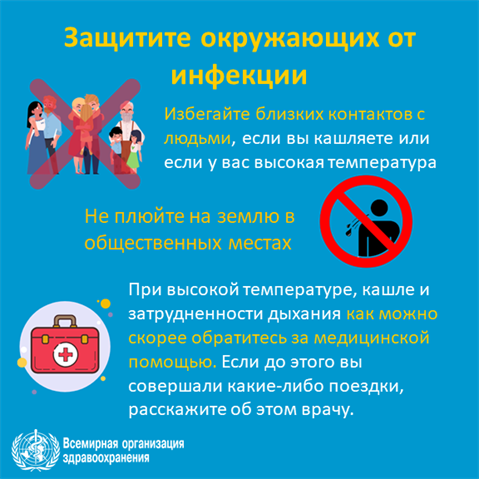 Защитите окружающих от
инфекции
Избегайте близких контактов с
людьми, если вы кашляете или
если у вас высокая температура
Не плюйте на землю в
общественных местах
При высокой температуре, кашле и
затрудненности дыхания как можно
скорее обратитесь за медицинской
помощью. Если до этого вы
совершали какие-либо поездки,
расскажите об этом врачу.
Всемирная организация
здравоохранения